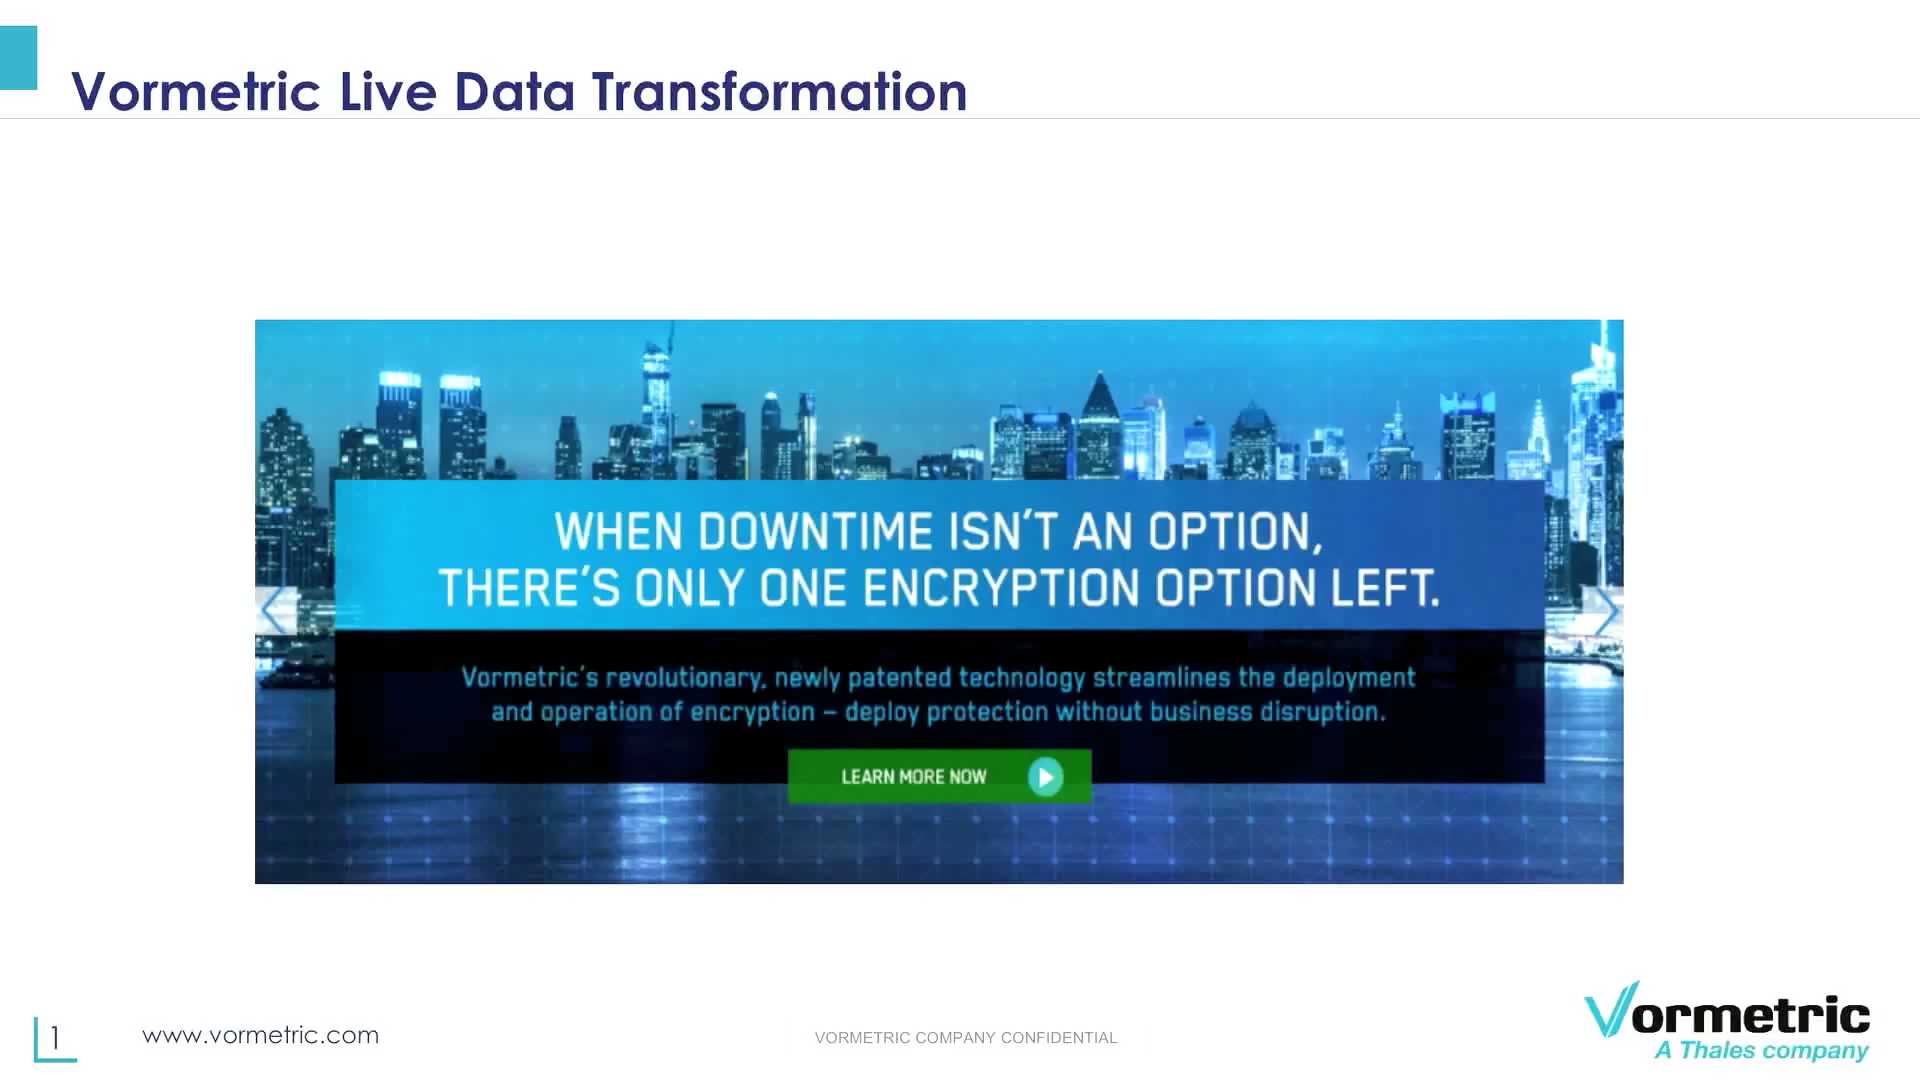 Vormetric Live Data Transformation
WHEN DOWNTIME ISN'T AN OPTION,
THERE'S ONLY ONE ENCRYPTION OPTION LEFT.
Vormetric's revolutionary, newly patented technology streamlines the deployment
and operation of encryption – deploy protection without business disruption.
LEARN MORE NOW
1
www.vormetric.com
VORMETRIC COMPANY CONFIDENTIAL
Vormetric
A Thales company